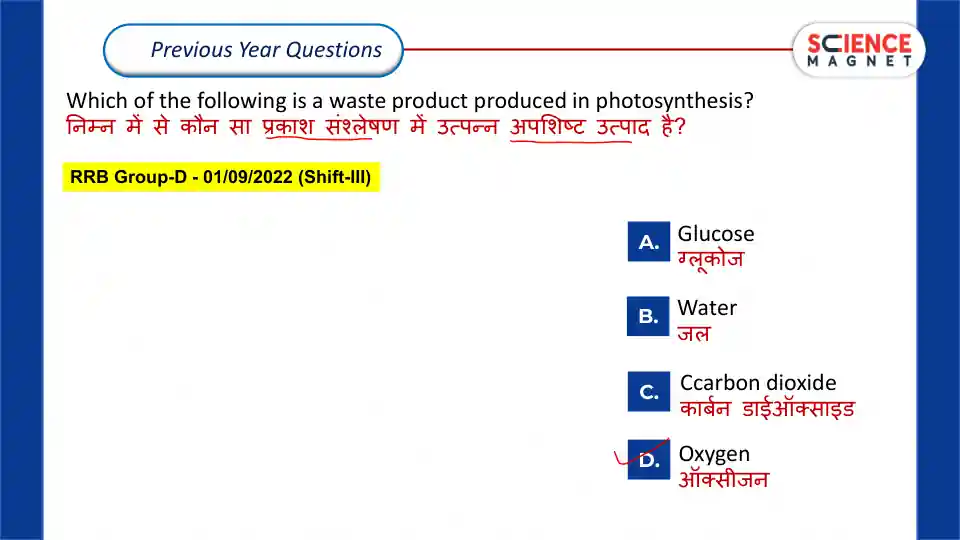 Previous Year Questions
SCIENCE
MAGNET
Which of the following is a waste product produced in photosynthesis?
निम्न में से कौन सा प्रकाश संश्लेषण में उत्पन्न अपशिष्ट उत्पाद है?
RRB Group-D - 01/09/2022 (Shift-III)
A. Glucose
ग्लूकोज
B. Water
जल
C. Ccarbon dioxide
कार्बन डाईऑक्साइड
D. Oxygen
ऑक्सीजन